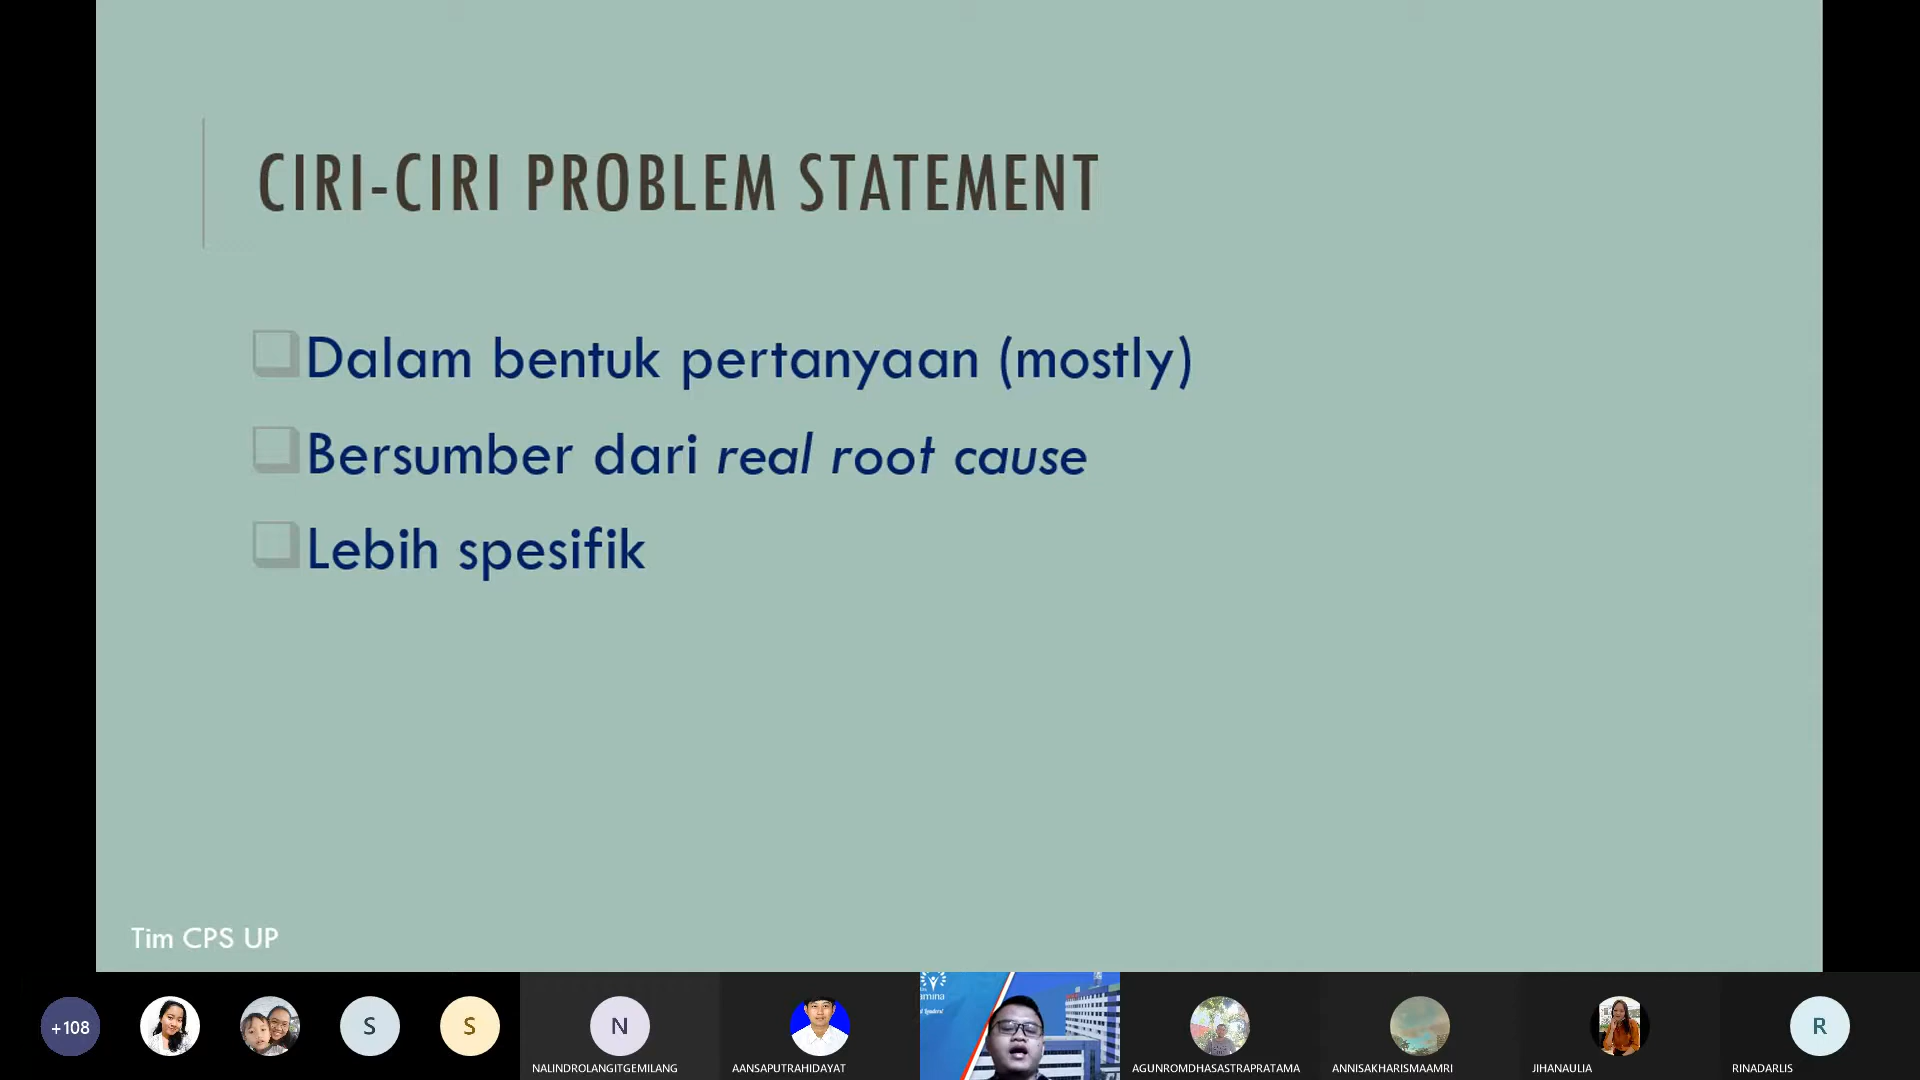 CIRI-CIRI PROBLEM STATEMENT
Dalam bentuk pertanyaan (mostly)
Bersumber dari real root cause
Lebih spesifik
Tim CPS UP
+108
S
S
N
NALINDROLANGITGEMILANG
AANSAPUTRAHIDAYAT
AGUNROMDHASASTRAPRATAMA
ANNISAKHARISMAAMRI
JIHANAULIA
R
RINADARLIS